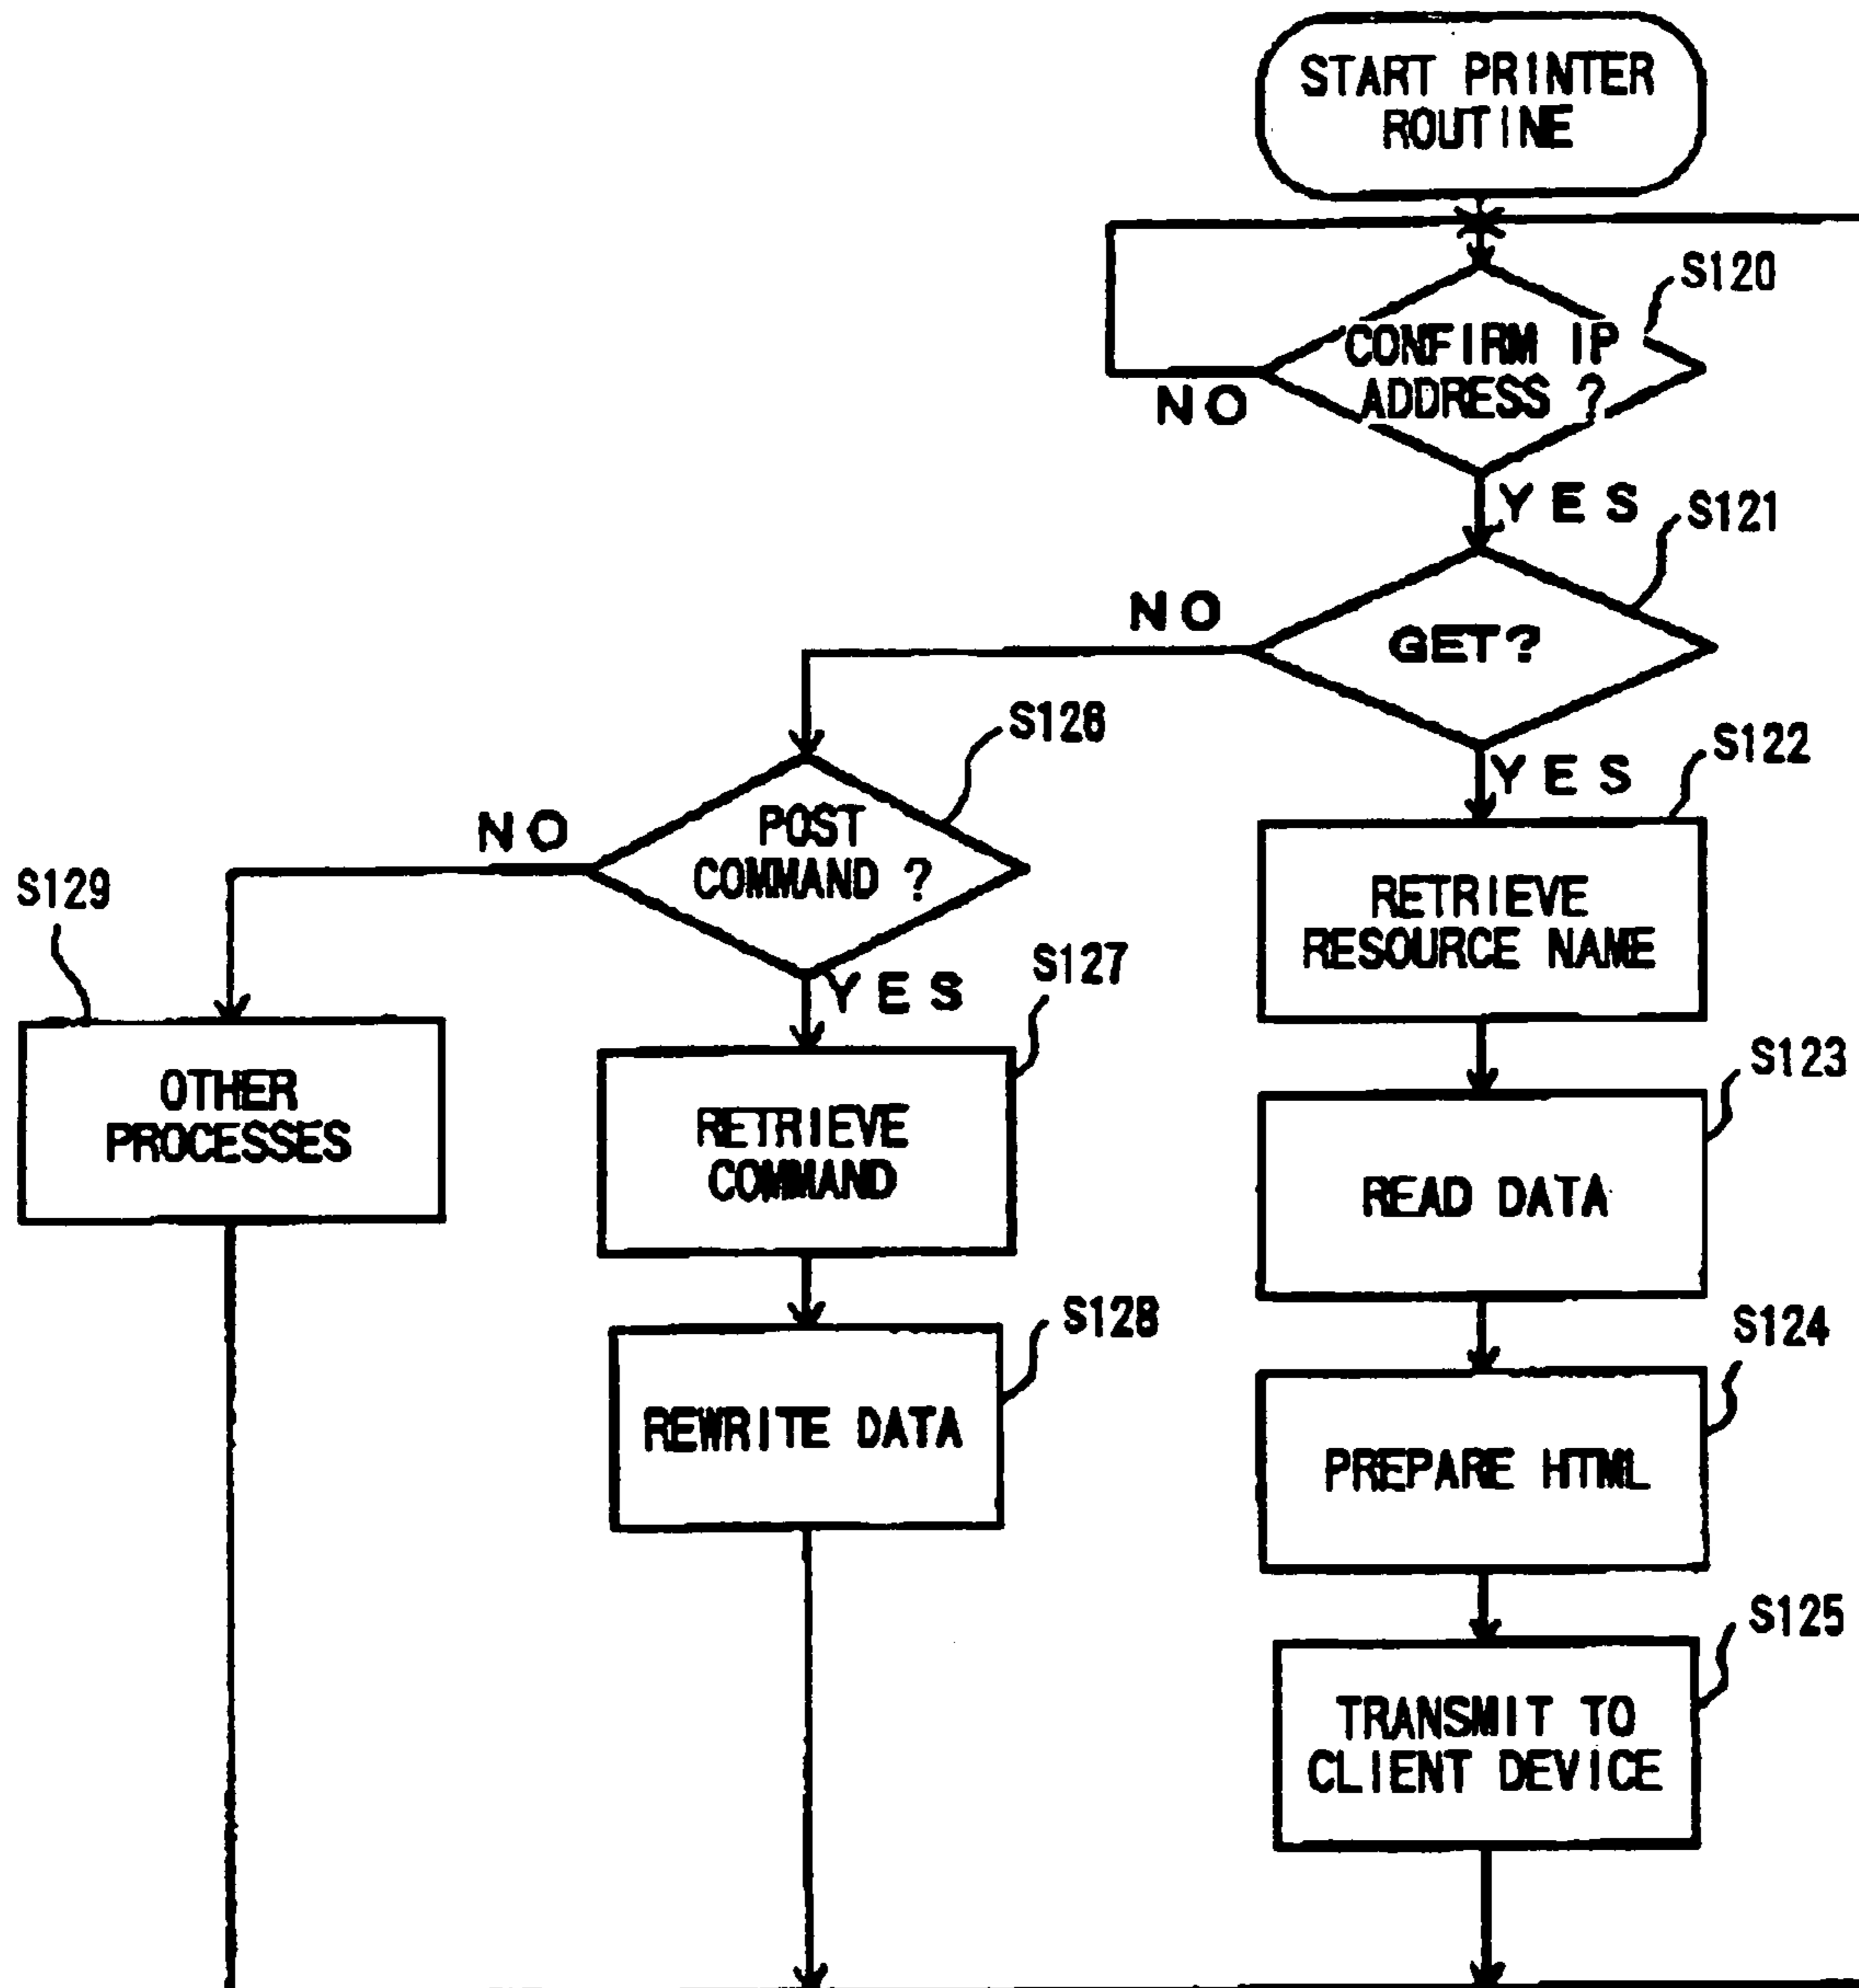 START PRINTER
ROUTINE
S120
CONFIRM IP
ADDRESS ?
NO
YES
S121
NO
GET?
S126
YES
S122
NO
POST
COMMAND ?
S129
RETRIEVE
RESOURCE NAME
YES
S127
S123
OTHER
PROCESSES
RETRIEVE
COMMAND
READ DATA
S128
S124
REWRITE DATA
PREPARE HTML
S125
TRANSMIT TO
CLIENT DEVICE